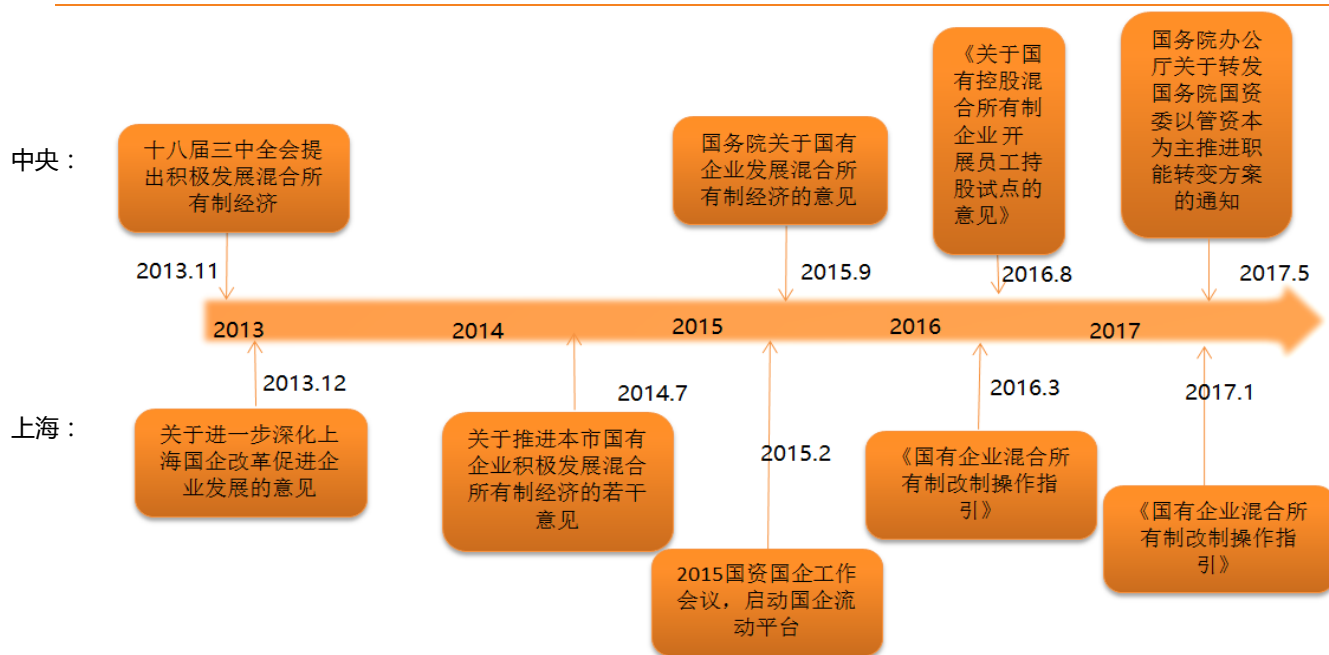 中央：
十八届三中全会提
出积极发展混合所
有制经济
2013.11
国务院关于国有
企业发展混合所
有制经济的意见
2015.9
《关于国
有控股混
合所有制
企业开
展员工持
股试点的
意见》
2016.8
国务院办公
厅关于转发
国务院国资
委以管资本
为主推进职
能转变方案
的通知
2017.5
2013
2014
2015
2016
2017
上海：
2013.12
关于进一步深化上
海国企改革促进企
业发展的意见
2014.7
关于推进本市国有
企业积极发展混合
所有制经济的若干
意见
2015.2
2015国资国企工作
会议，启动国企流
动平台
2016.3
《国有企业混合所
有制改制操作指
引》
2017.1
《国有企业混合所
有制改制操作指
引》